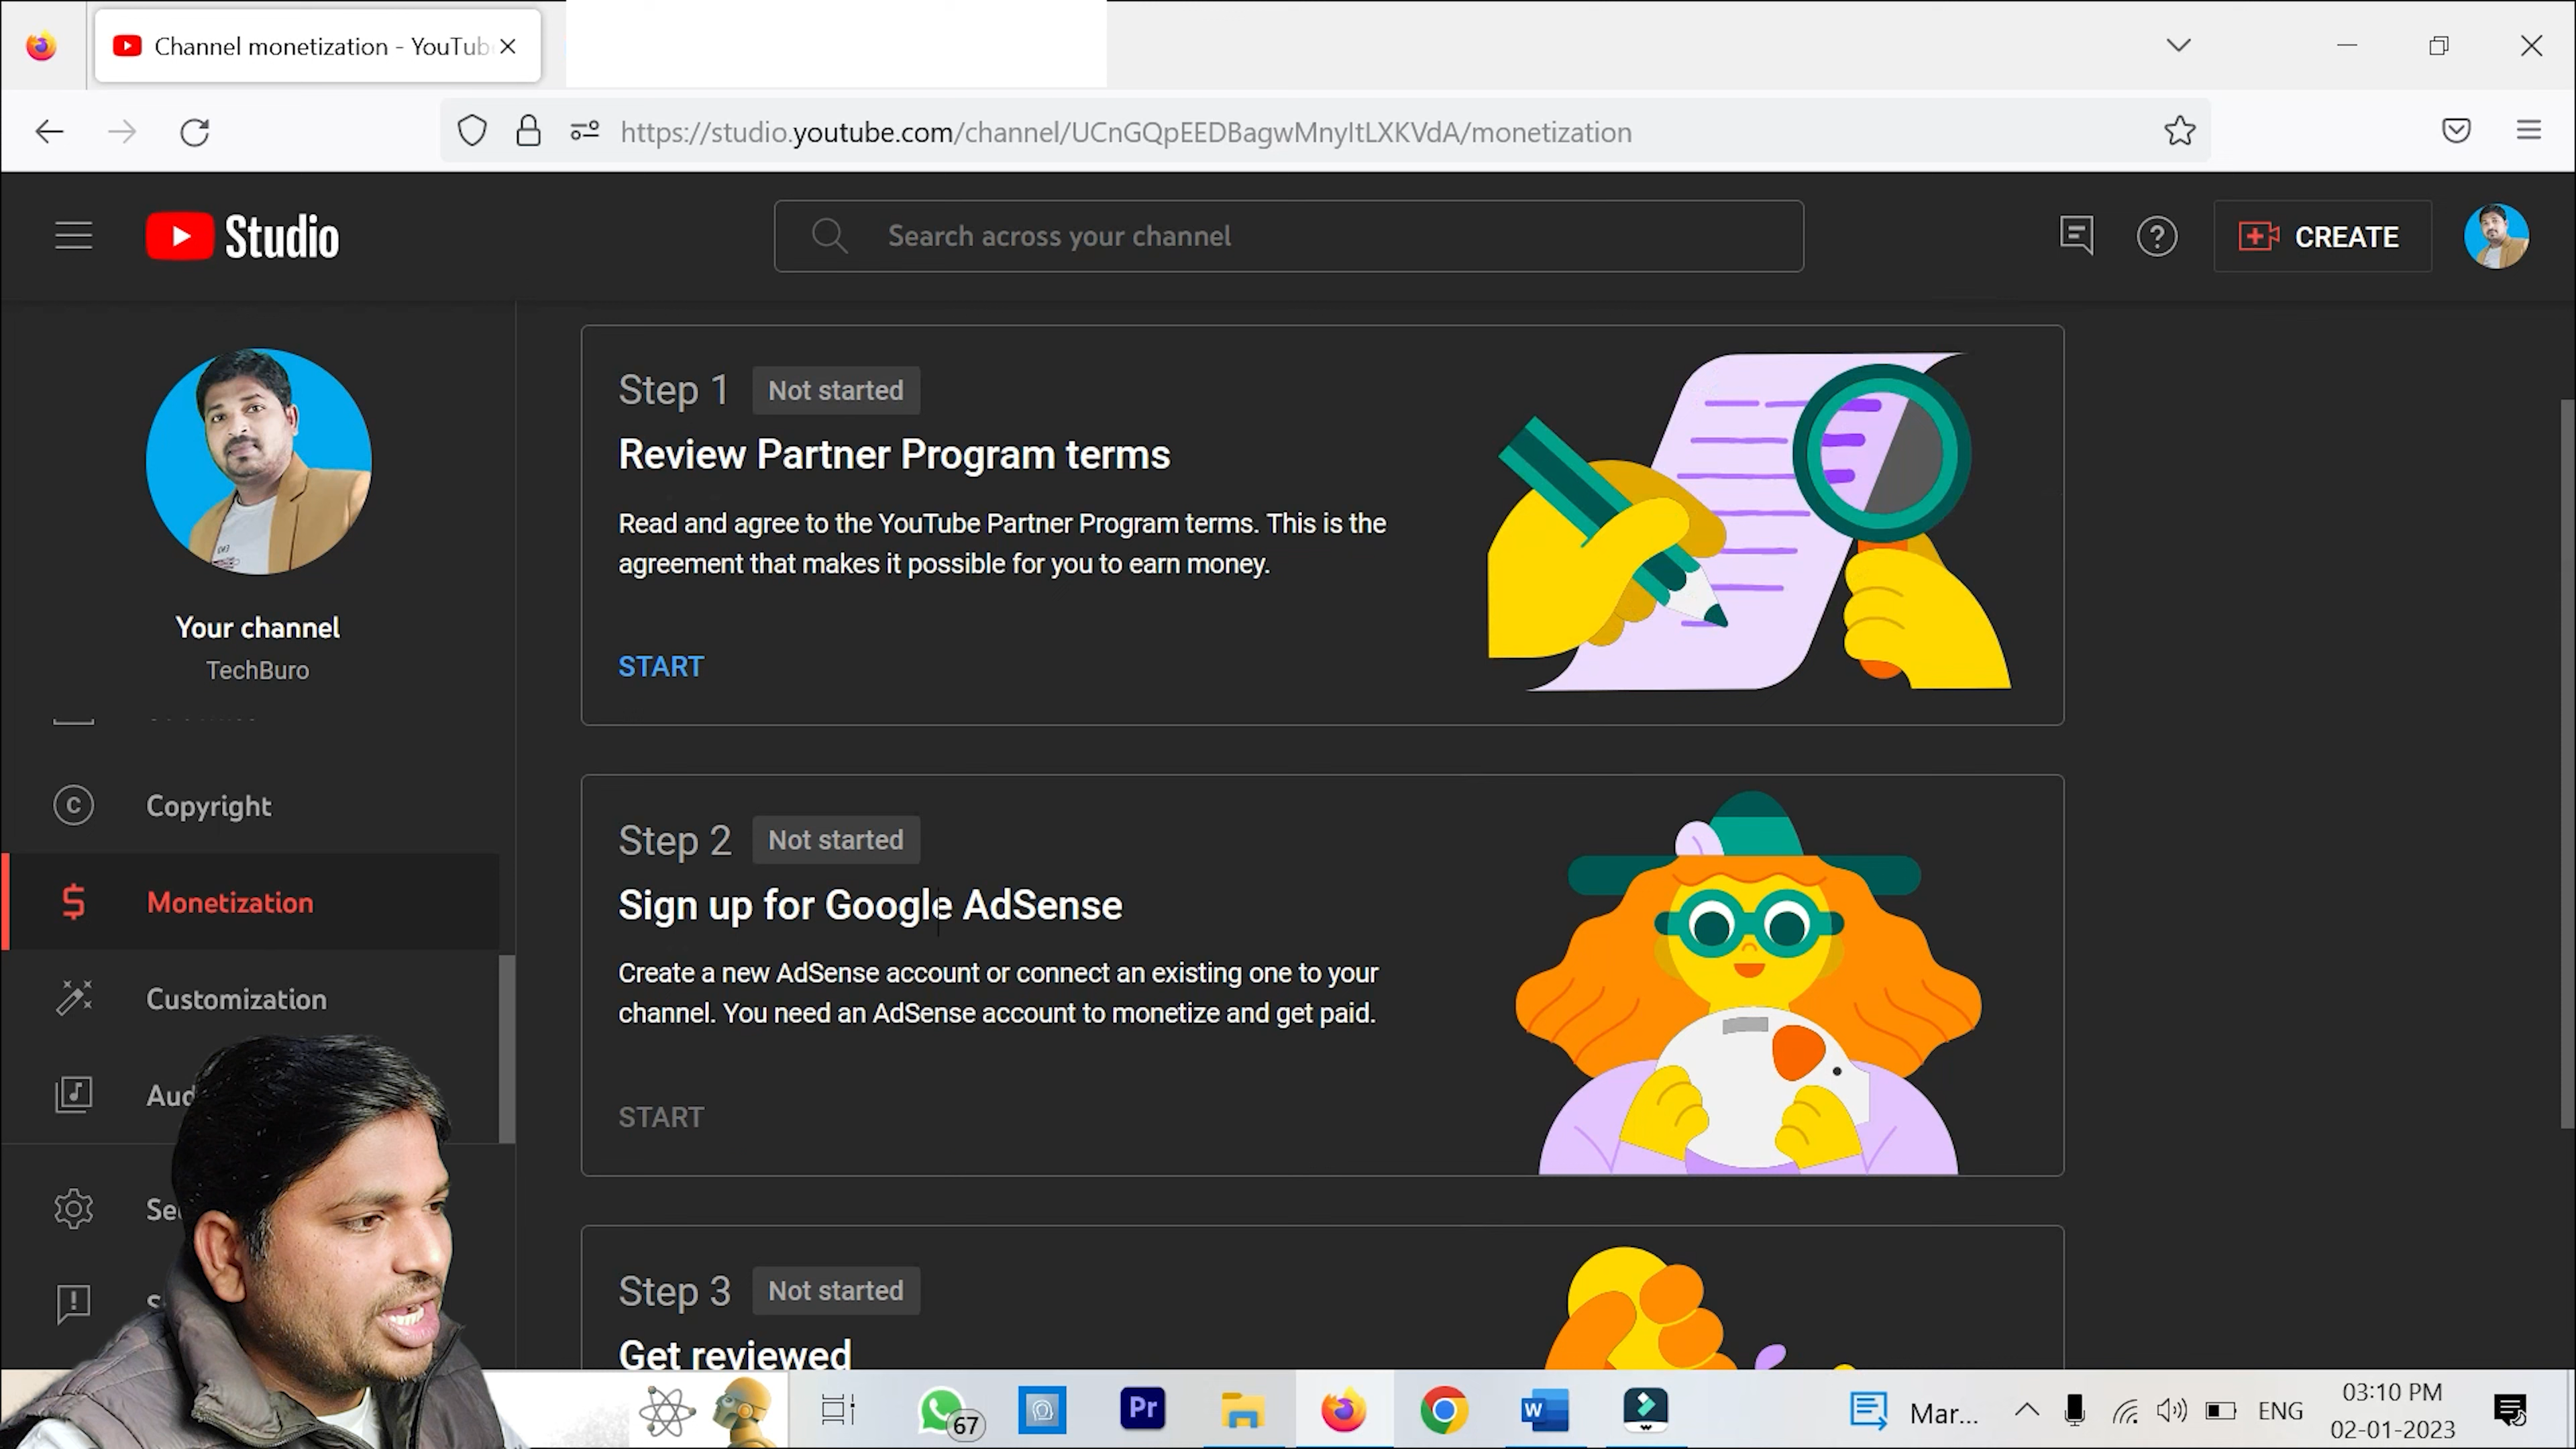 Channel monetization - YouTub
https://studio.youtube.com/channel/UCnGQpEEDBagwMnyItLXKVdA/monetization
Studio
Search across your channel
CREATE
Your channel
TechBuro
Copyright
Monetization
Customization
Aud
Se
S
Step 1 Not started
Review Partner Program terms
Read and agree to the YouTube Partner Program terms. This is the
agreement that makes it possible for you to earn money.
START
Step 2 Not started
Sign up for Google AdSense
Create a new AdSense account or connect an existing one to your
channel. You need an AdSense account to monetize and get paid.
START
Step 3 Not started
Get reviewed
67
Pr
W
Mar...
ENG
03:10 PM
02-01-2023